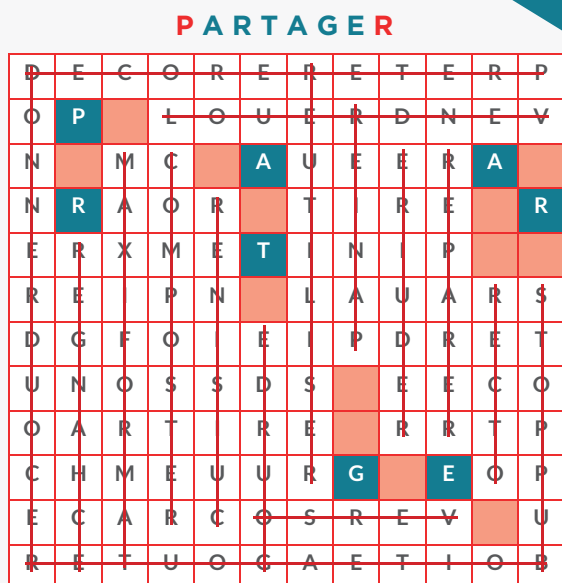 PARTAGER
D E C O R E R E T E R P
O P L O U E R D N E V
N M C A U E E R A
N R A O R T I R E R
E R X M E T I N I P
R E I P N L A U A R S
D G F O I E I P D R E T
U N O S S D S E E C O
O A R T I R E R R T P
C H M E U U R G E O P
E C A R C O S R E V U
R E T U O G A E T I O B